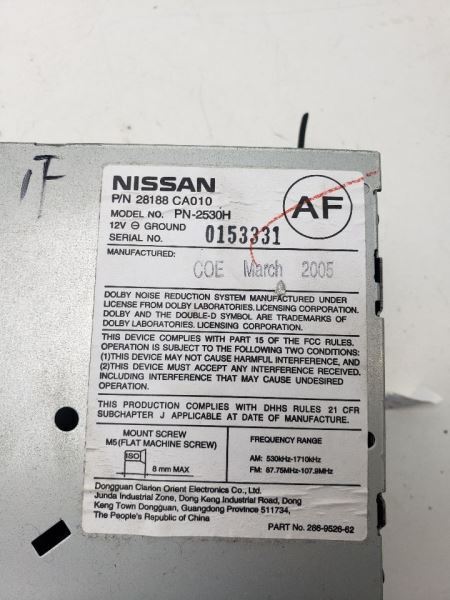 1F
NISSAN
P/N 28188 CA010
MODEL NO. PN-2530H
12V ⊖ GROUND
SERIAL NO. 0153331
AF
MANUFACTURED:
COE March 2005
DOLBY NOISE REDUCTION SYSTEM MANUFACTURED UNDER
LICENSE FROM DOLBY LABORATORIES. LICENSING CORPORATION.
DOLBY AND THE DOUBLE-D SYMBOL ARE TRADEMARKS OF
DOLBY LABORATORIES. LICENSING CORPORATION.
THIS DEVICE COMPLIES WITH PART 15 OF THE FCC RULES.
OPERATION IS SUBJECT TO THE FOLLOWING TWO CONDITIONS:
(1)THIS DEVICE MAY NOT CAUSE HARMFUL INTERFERENCE, AND
(2)THIS DEVICE MUST ACCEPT ANY INTERFERENCE RECEIVED.
INCLUDING INTERFERENCE THAT MAY CAUSE UNDESIRED
OPERATION.
THIS PRODUCTION COMPLIES WITH DHHS RULES 21 CFR
SUBCHAPTER J APPLICABLE AT DATE OF MANUFACTURE.
MOUNT SCREW
M5(FLAT MACHINE SCREW)
ISO
8 mm MAX
FREQUENCY RANGE
AM: 530kHz-1710kHz
FM: 87.75MHz-107.9MHz
Dongguan Clarion Orient Electronics Co., Ltd.
Junda Industrial Zone, Dong Keng Industrial Road, Dong
Keng Town Dongguan, Guangdong Province 511734,
The People's Republic of China
PART No. 286-9526-62